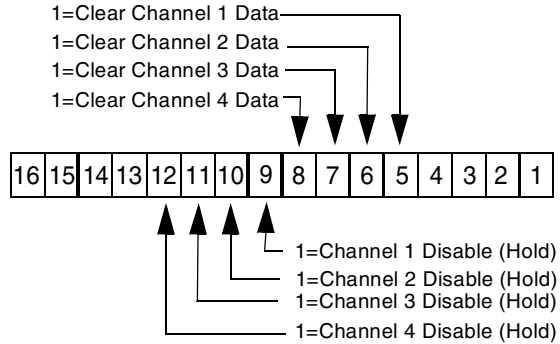 1=Clear Channel 1 Data
1=Clear Channel 2 Data
1=Clear Channel 3 Data
1=Clear Channel 4 Data
16 15 14 13 12 11 10 9 8 7 6 5 4 3 2 1
1=Channel 1 Disable (Hold)
1=Channel 2 Disable (Hold)
1=Channel 3 Disable (Hold)
1=Channel 4 Disable (Hold)